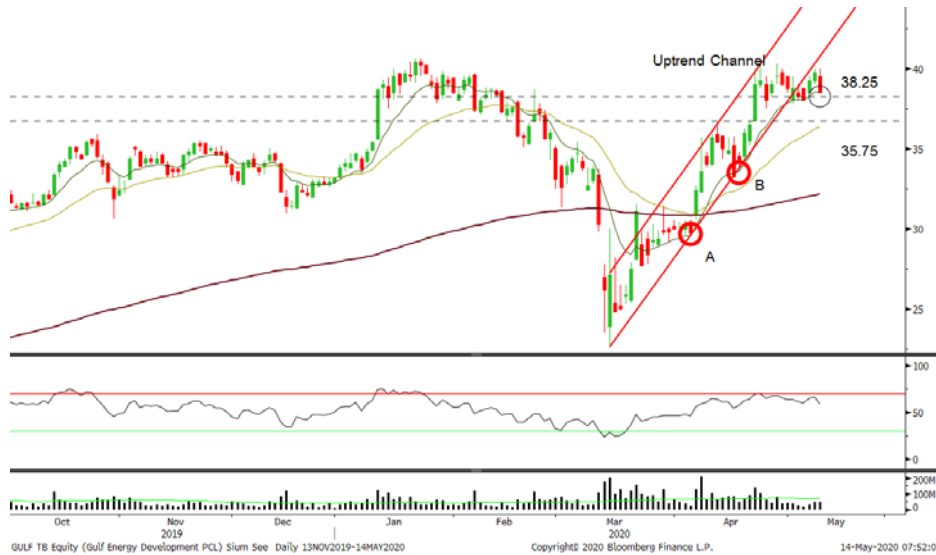 Uptrend Channel
40
38.25
35
35.75
B
30
A
25
100
50
0
200M
100M
0
Oct Nov Dec Jan Feb Mar Apr May
2019 2020
GULF TB Equity (Gulf Energy Development PCL) Sium See Daily 13NOV2019-14MAY2020 Copyright© 2020 Bloomberg Finance L.P. 14-May-2020 07:52:0